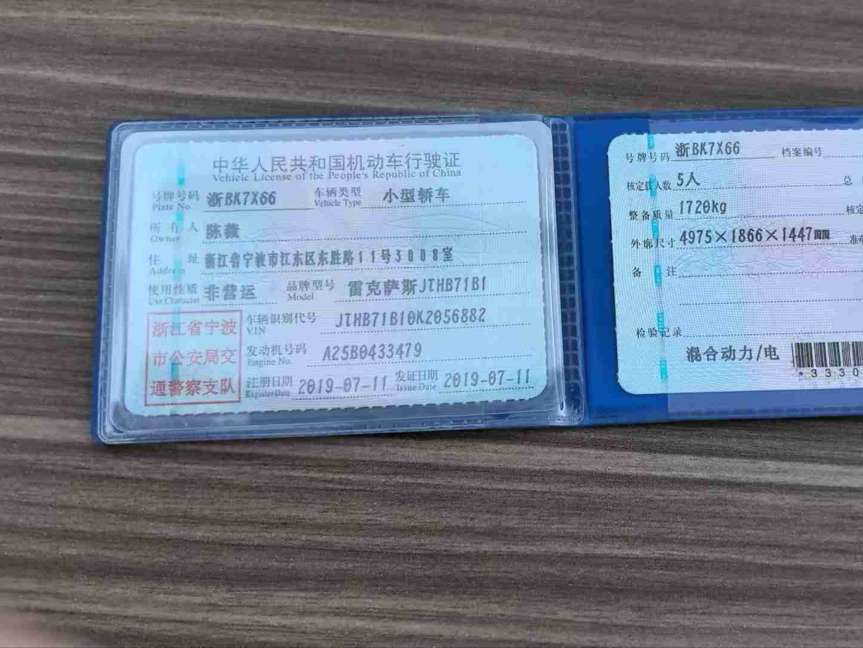 中华人民共和国机动车行驶证
Vehicle License of the People's Republic of China
号牌号码 浙BK7X66 车辆类型 小型轿车
Plate No. Vehicle Type
所有人 陈薇
Owner
住址 浙江省宁波市江东区东胜路11号3008室
Address
使用性质 非营运 品牌型号 雷克萨斯JTHB71B1
Use Character Model
浙江省宁波
市公安局交
通警察支队
车辆识别代号 JTHB71B10K2056882
VIN
发动机号码 A25B0433479
Engine No.
注册日期 2019-07-11 发证日期 2019-07-11
Register Date Issue Date
号牌号码 浙BK7X66 档案编号
核定载人数 5人 总
整备质量 1720kg 核定
外廓尺寸 4975×1866×1447
备注
检验记录
混合动力/电
*3330